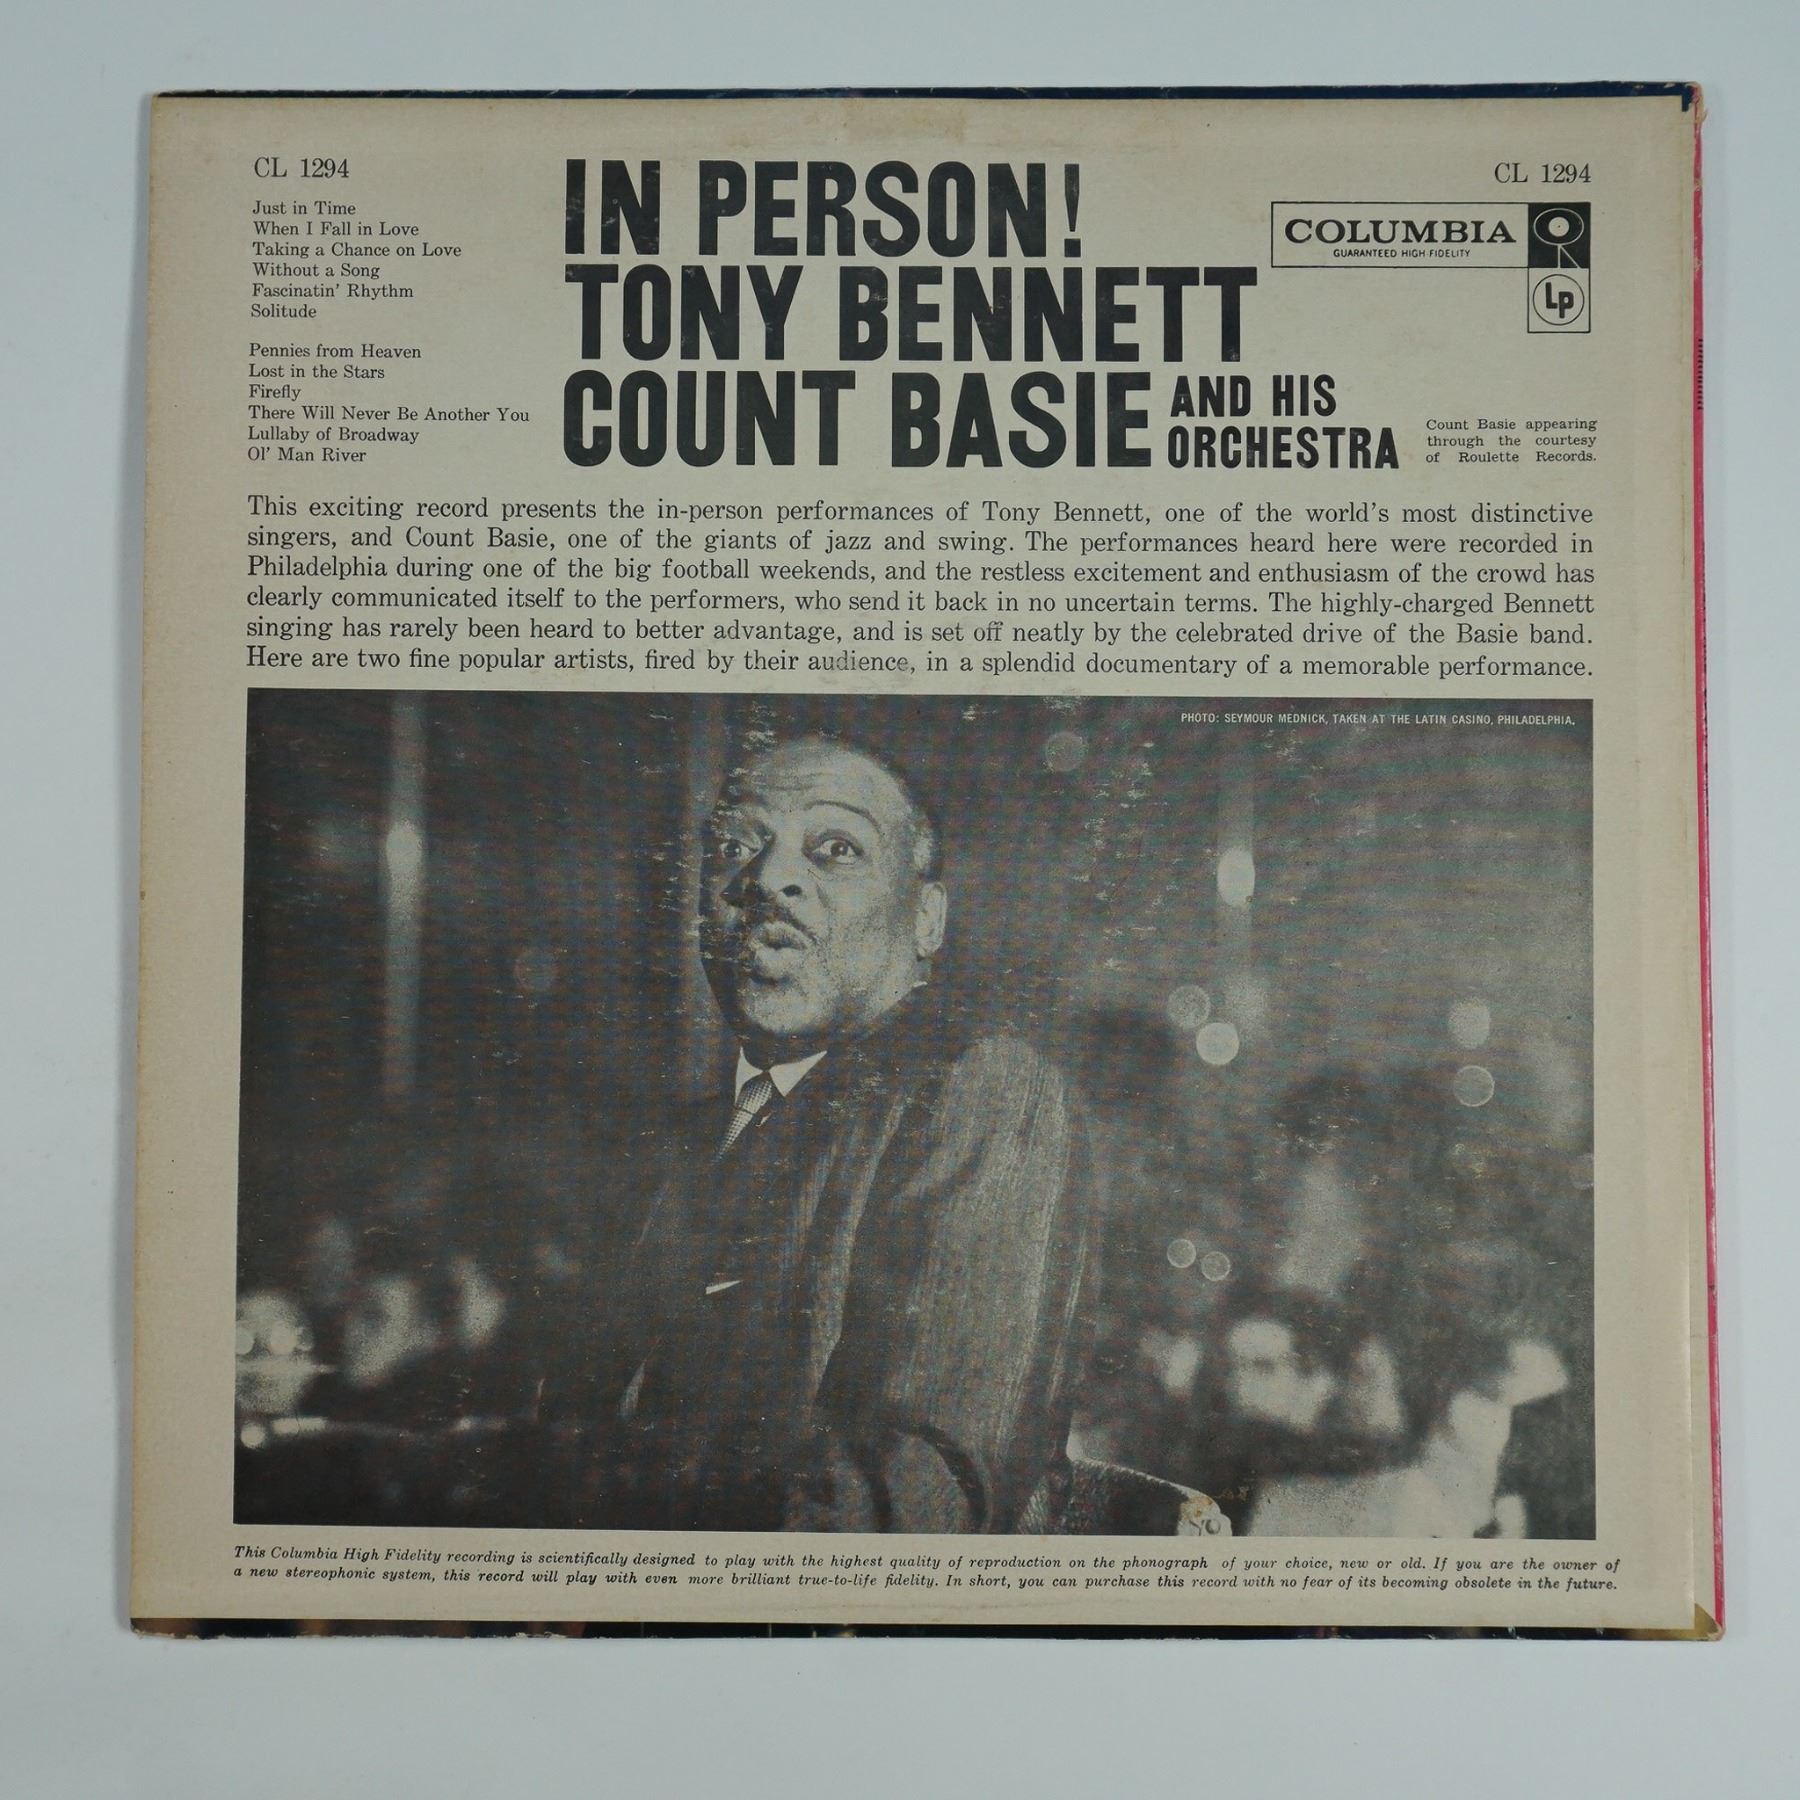 CL 1294
Just in Time
When I Fall in Love
Taking a Chance on Love
Without a Song
Fascinatin' Rhythm
Solitude
Pennies from Heaven
Lost in the Stars
Firefly
There Will Never Be Another You
Lullaby of Broadway
Ol' Man River
IN PERSON!
TONY BENNETT
COUNT BASIE AND HIS
ORCHESTRA
CL 1294
COLUMBIA
GUARANTEED HIGH FIDELITY
LP
Count Basie appearing
through the courtesy
of Roulette Records.
This exciting record presents the in-person performances of Tony Bennett, one of the world's most distinctive
singers, and Count Basie, one of the giants of jazz and swing. The performances heard here were recorded in
Philadelphia during one of the big football weekends, and the restless excitement and enthusiasm of the crowd has
clearly communicated itself to the performers, who send it back in no uncertain terms. The highly-charged Bennett
singing has rarely been heard to better advantage, and is set off neatly by the celebrated drive of the Basie band.
Here are two fine popular artists, fired by their audience, in a splendid documentary of a memorable performance.
PHOTO: SEYMOUR MEDNICK, TAKEN AT THE LATIN CASINO, PHILADELPHIA.
This Columbia High Fidelity recording is scientifically designed to play with the highest quality of reproduction on the phonograph of your choice, new or old. If you are the owner of
a new stereophonic system, this record will play with even more brilliant true-to-life fidelity. In short, you can purchase this record with no fear of its becoming obsolete in the future.